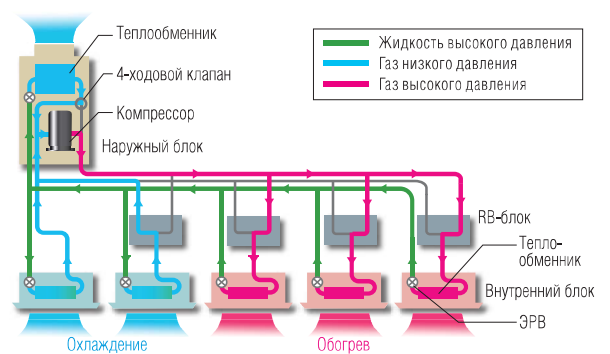 Теплообменник
4-ходовой клапан
Компрессор
Наружный блок
Жидкость высокого давления
Газ низкого давления
Газ высокого давления
RB-блок
Тепло-
обменник
Внутренний блок
ЭРВ
Охлаждение
Обогрев